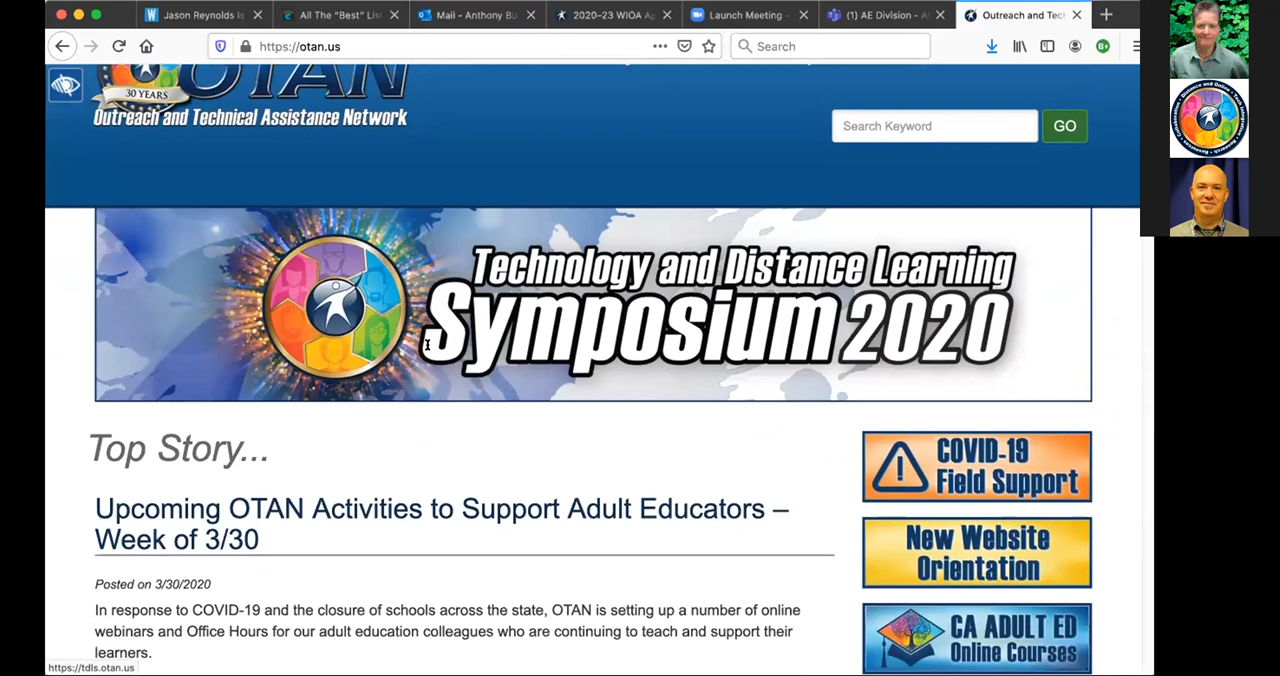 Jason Reynolds is
All The “Best” Lis
Mail - Anthony Bu
2020–23 WIOA Ap
Launch Meeting -
(1) AE Division - A
Outreach and Tec
https://otan.us
Search
30 YEARS
OTAN
Outreach and Technical Assistance Network
Search Keyword
GO
Technology and Distance Learning
Symposium 2020
Top Story...
Upcoming OTAN Activities to Support Adult Educators –
Week of 3/30
Posted on 3/30/2020
In response to COVID-19 and the closure of schools across the state, OTAN is setting up a number of online
webinars and Office Hours for our adult education colleagues who are continuing to teach and support their
learners.
COVID-19
Field Support
New Website
Orientation
CA ADULT ED
Online Courses
https://tdls.otan.us